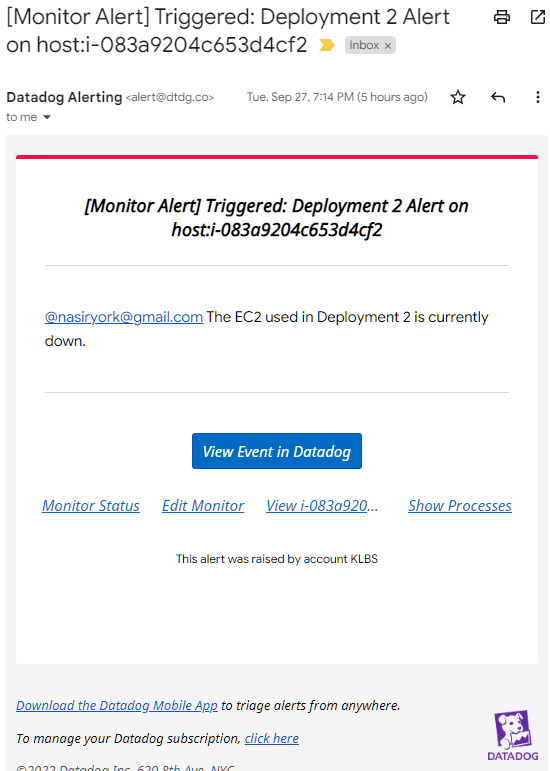 [Monitor Alert] Triggered: Deployment 2 Alert
on host:i-083a9204c653d4cf2 Inbox ×
Datadog Alerting <alert@dtdg.co> Tue, Sep 27, 7:14 PM (5 hours ago)
to me
[Monitor Alert] Triggered: Deployment 2 Alert on
host:i-083a9204c653d4cf2
@nasiryork@gmail.com The EC2 used in Deployment 2 is currently
down.
View Event in Datadog
Monitor Status Edit Monitor View i-083a920... Show Processes
This alert was raised by account KLBS
Download the Datadog Mobile App to triage alerts from anywhere.
To manage your Datadog subscription, click here
DATADOG
©2022 Datadog Inc, 620 8th Ave, NYC